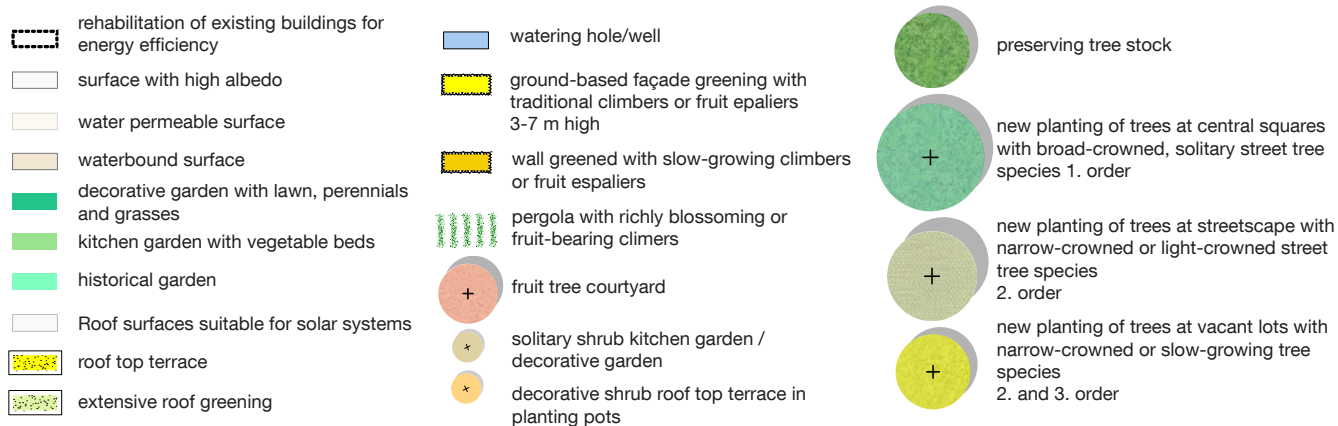 rehabilitation of existing buildings for
energy efficiency
surface with high albedo
water permeable surface
waterbound surface
decorative garden with lawn, perennials
and grasses
kitchen garden with vegetable beds
historical garden
Roof surfaces suitable for solar systems
roof top terrace
extensive roof greening
watering hole/well
ground-based façade greening with
traditional climbers or fruit epaliers
3-7 m high
wall greened with slow-growing climbers
or fruit espaliers
pergola with richly blossoming or
fruit-bearing climers
fruit tree courtyard
solitary shrub kitchen garden /
decorative garden
decorative shrub roof top terrace in
planting pots
preserving tree stock
new planting of trees at central squares
with broad-crowned, solitary street tree
species 1. order
new planting of trees at streetscape with
narrow-crowned or light-crowned street
tree species
2. order
new planting of trees at vacant lots with
narrow-crowned or slow-growing tree
species
2. and 3. order